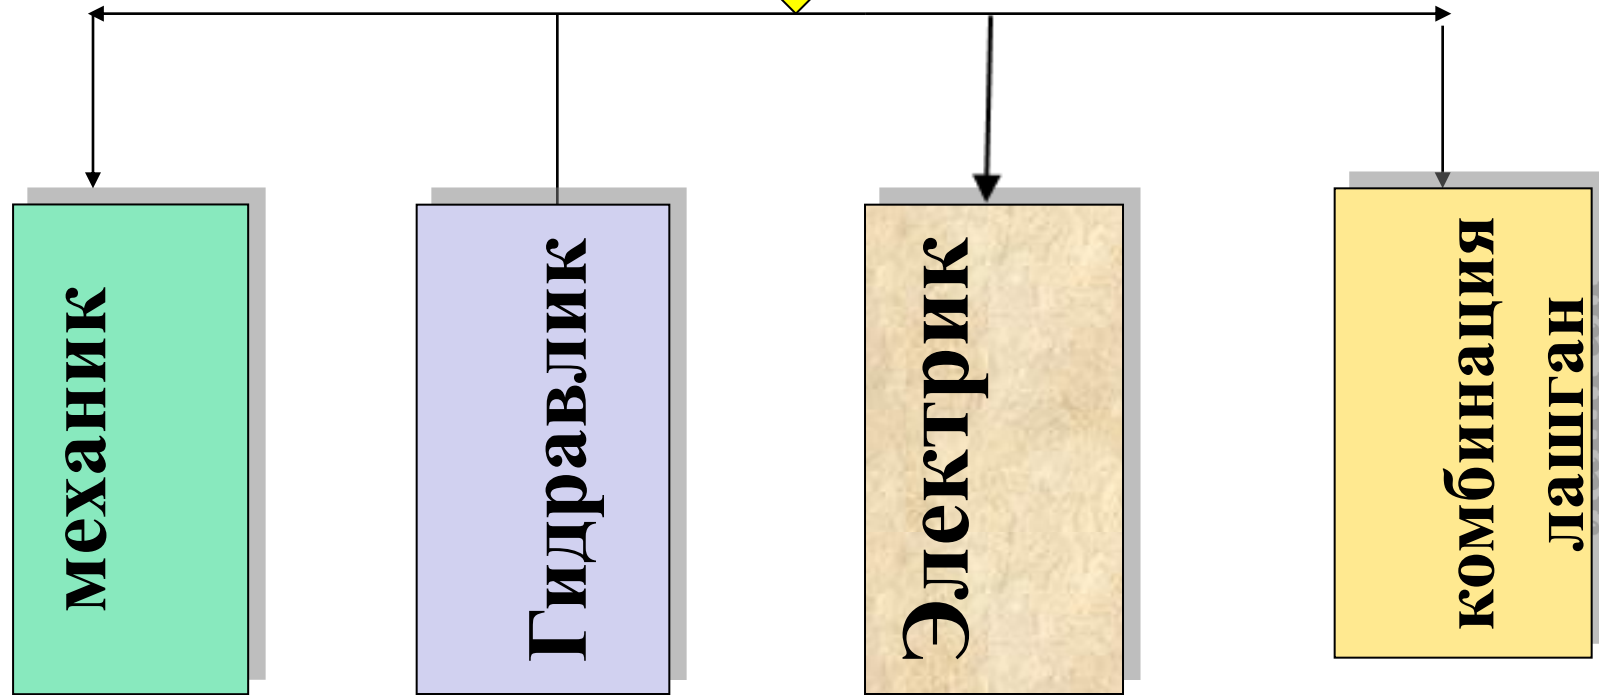 механик
Гидравлик
Электрик
комбинация
лашган